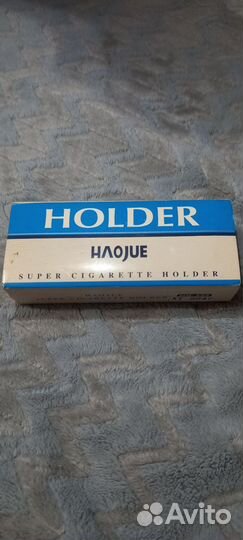 HOLDER
HAOJUE
SUPER CIGARETTE HOLDER
Avito